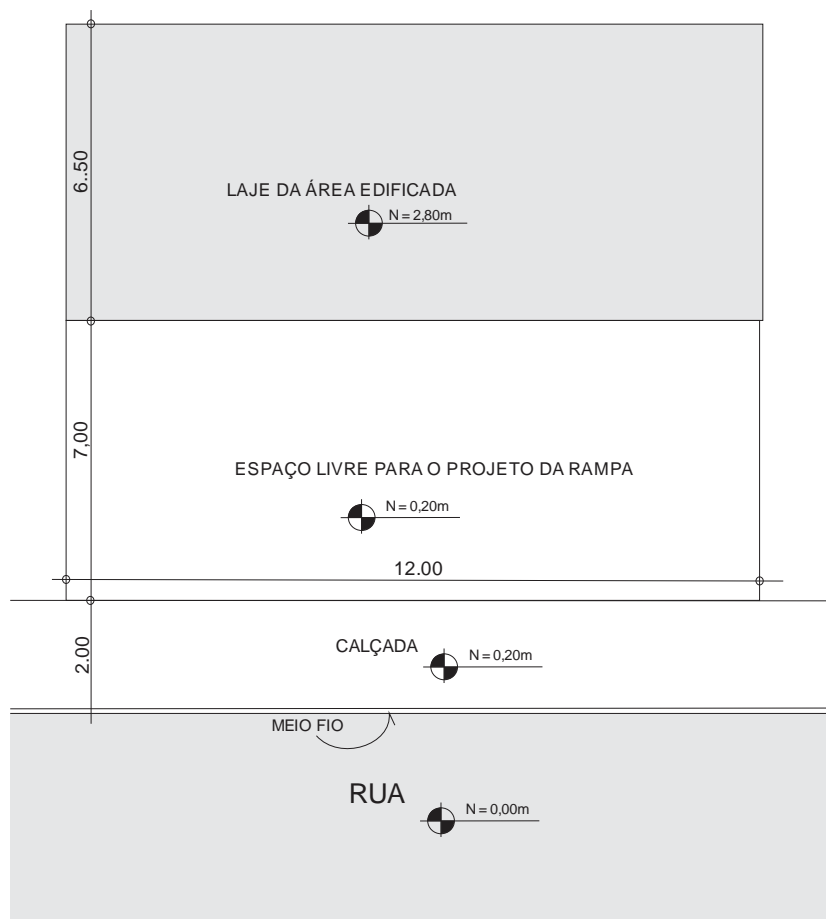 6..50
LAJE DA ÁREA EDIFICADA
N = 2,80m
7,00
ESPAÇO LIVRE PARA O PROJETO DA RAMPA
N = 0,20m
12.00
2.00
CALÇADA
N = 0,20m
MEIO FIO
RUA
N = 0,00m